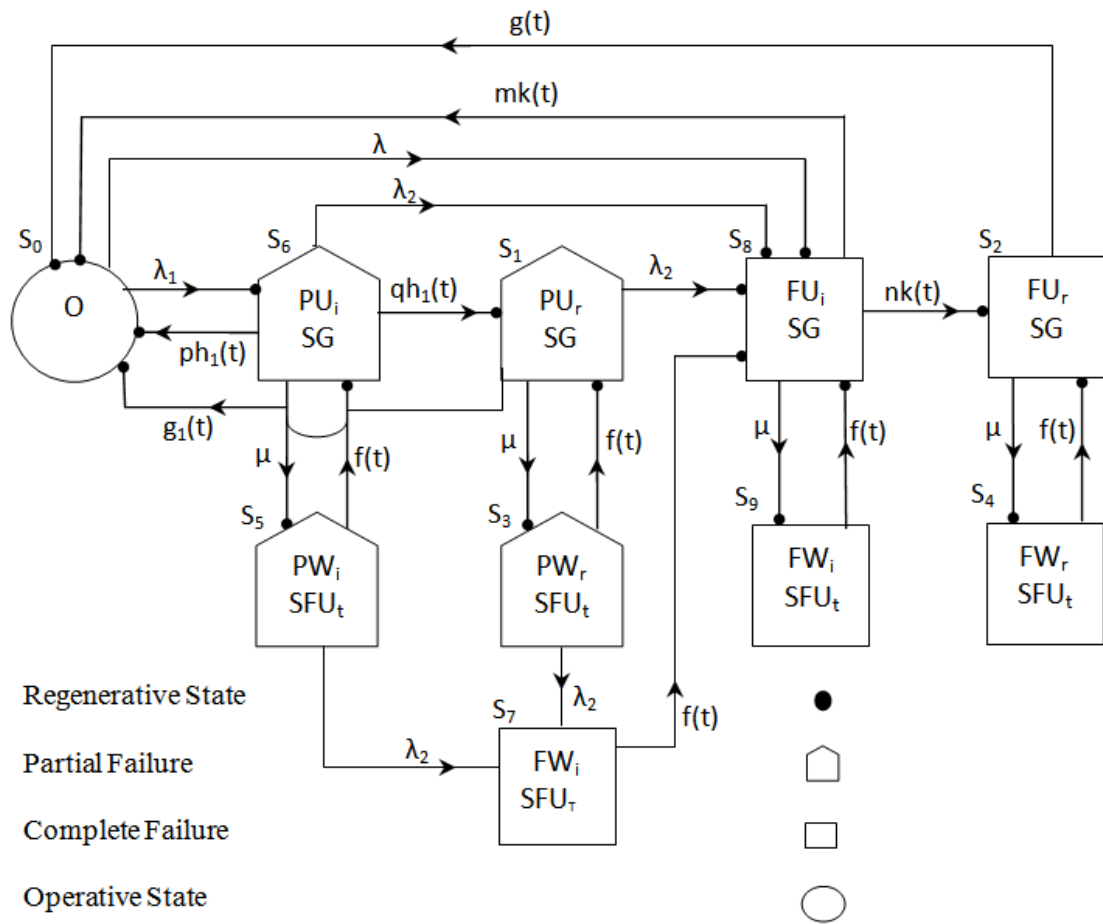 g(t)
mk(t)
λ
λ₂
S₀
S₆
S₁
S₈
S₂
λ₁
λ₂
O
PUᵢ
SG
qh₁(t)
PUᵣ
SG
FUᵢ
SG
nk(t)
FUᵣ
SG
ph₁(t)
g₁(t)
μ
f(t)
μ
f(t)
μ
f(t)
μ
f(t)
S₅
S₃
S₉
S₄
PWᵢ
SFUₜ
PWᵣ
SFUₜ
FWᵢ
SFUₜ
FWᵣ
SFUₜ
Regenerative State
λ₂
S₇
f(t)
Partial Failure
λ₂
FWᵢ
SFU_T
Complete Failure
Operative State